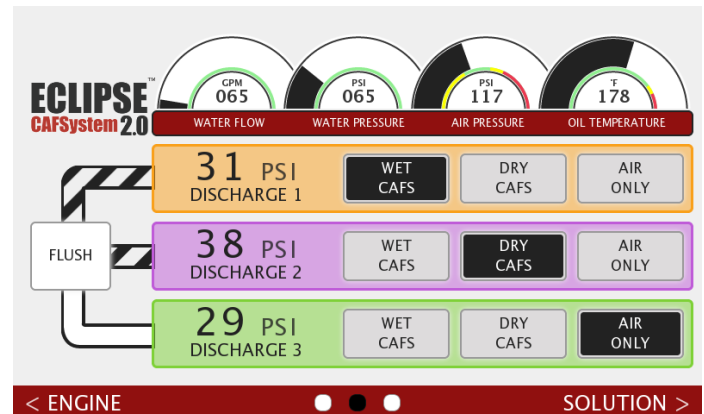 ECLIPSE™
CAFSystem 2.0
GPM
065
WATER FLOW
PSI
065
WATER PRESSURE
PSI
117
AIR PRESSURE
°F
178
OIL TEMPERATURE
31 PSI
DISCHARGE 1
WET
CAFS
DRY
CAFS
AIR
ONLY
FLUSH
38 PSI
DISCHARGE 2
WET
CAFS
DRY
CAFS
AIR
ONLY
29 PSI
DISCHARGE 3
WET
CAFS
DRY
CAFS
AIR
ONLY
< ENGINE
SOLUTION >